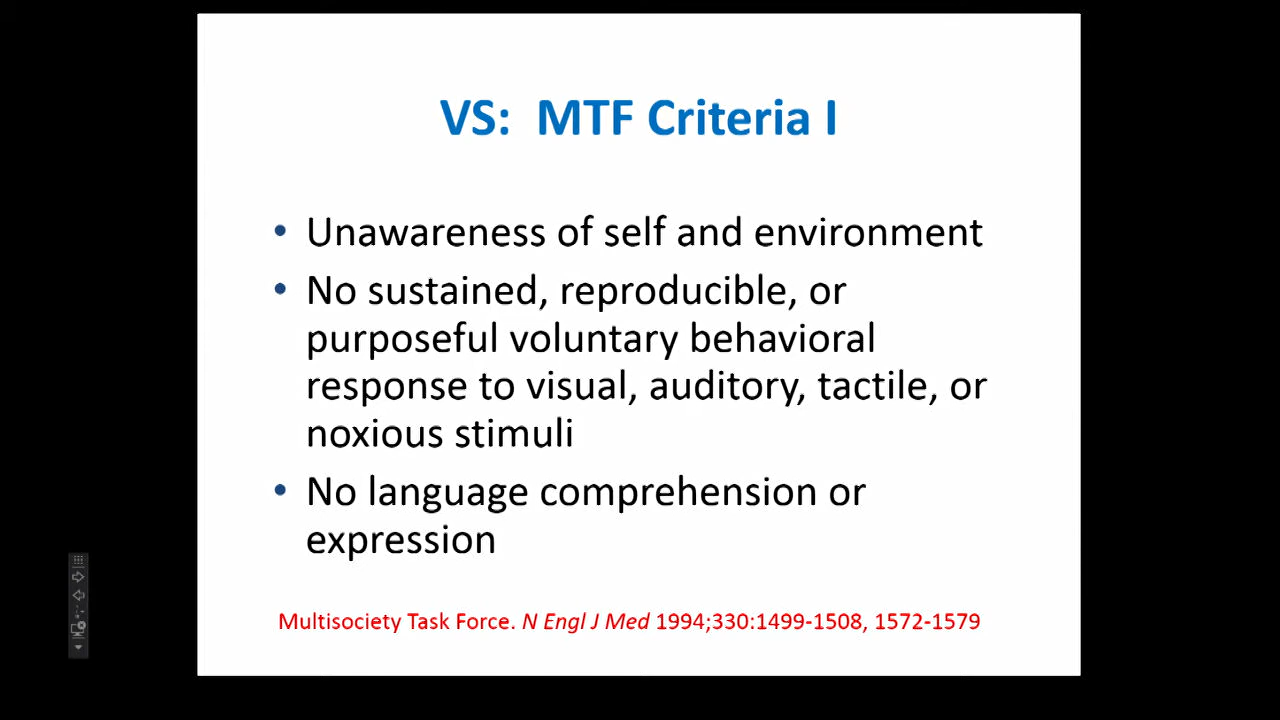 VS:  MTF Criteria I
• Unawareness of self and environment
• No sustained, reproducible, or
purposeful voluntary behavioral
response to visual, auditory, tactile, or
noxious stimuli
• No language comprehension or
expression
Multisociety Task Force. N Engl J Med 1994;330:1499-1508, 1572-1579